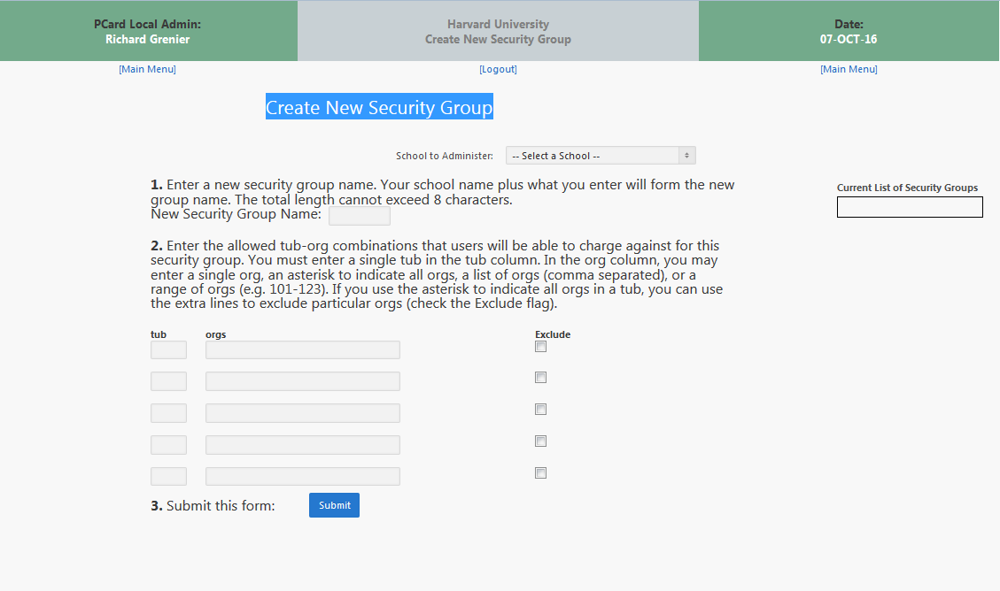 PCard Local Admin:
Richard Grenier
Harvard University
Create New Security Group
Date:
07-OCT-16
[Main Menu]
[Logout]
[Main Menu]
Create New Security Group
School to Administer:
-- Select a School --
1. Enter a new security group name. Your school name plus what you enter will form the new
group name. The total length cannot exceed 8 characters.
New Security Group Name:
Current List of Security Groups
2. Enter the allowed tub-org combinations that users will be able to charge against for this
security group. You must enter a single tub in the tub column. In the org column, you may
enter a single org, an asterisk to indicate all orgs, a list of orgs (comma separated), or a
range of orgs (e.g. 101-123). If you use the asterisk to indicate all orgs in a tub, you can use
the extra lines to exclude particular orgs (check the Exclude flag).
tub orgs Exclude
3. Submit this form:
Submit